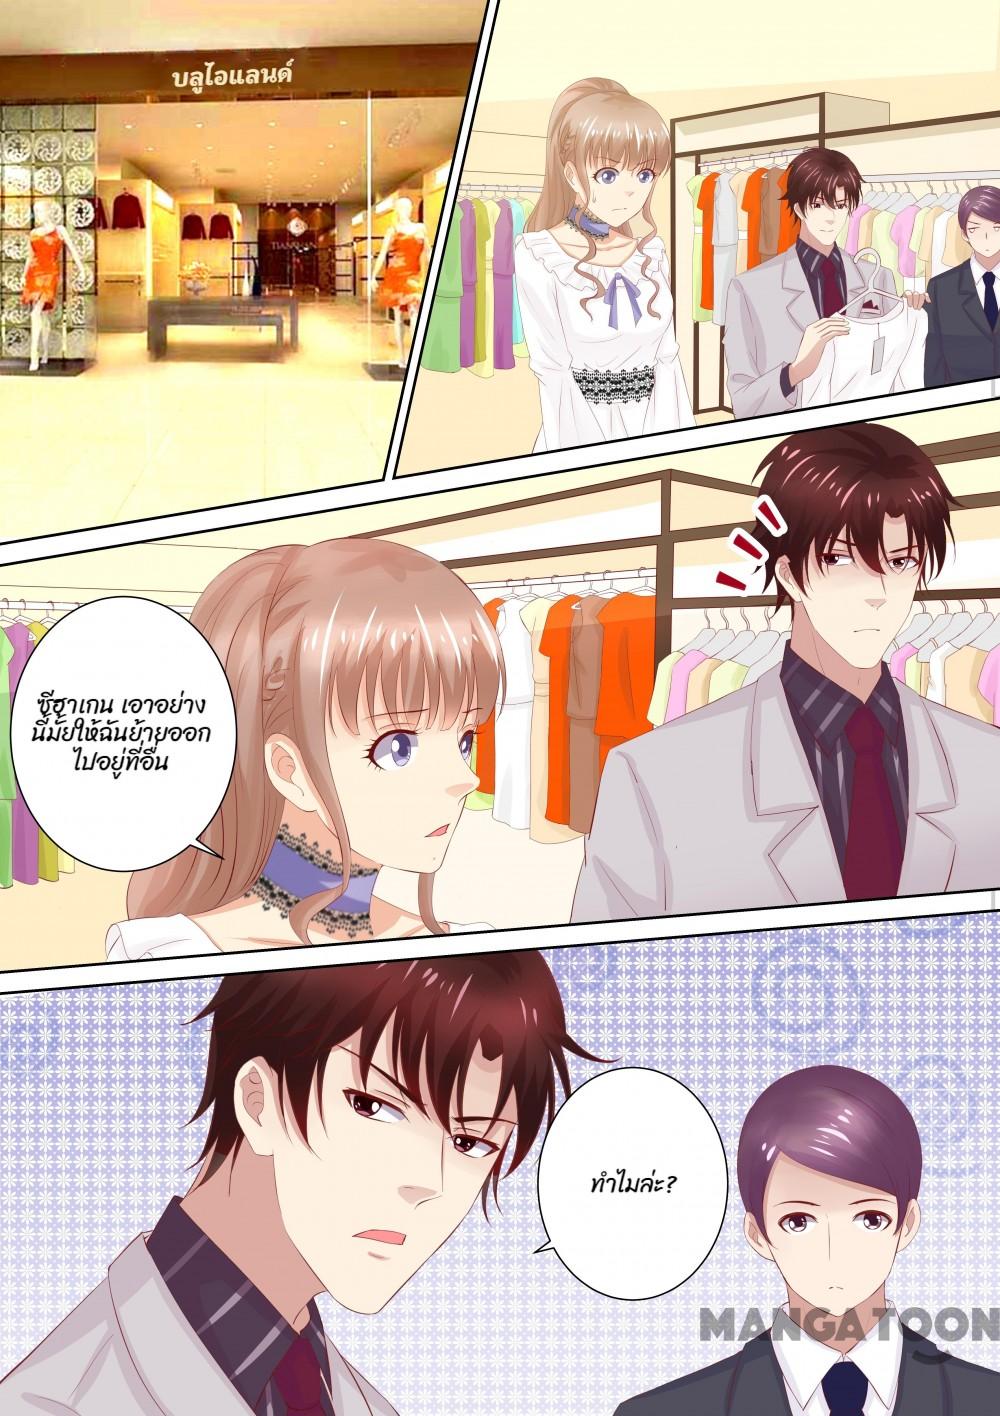 บลูไอแลนด์
ซีฮาเกน เอาอย่าง
นี้มั้ยให้ฉันย้ายออก
ไปอยู่ที่อื่น
ทำไมล่ะ?
MANGATOON